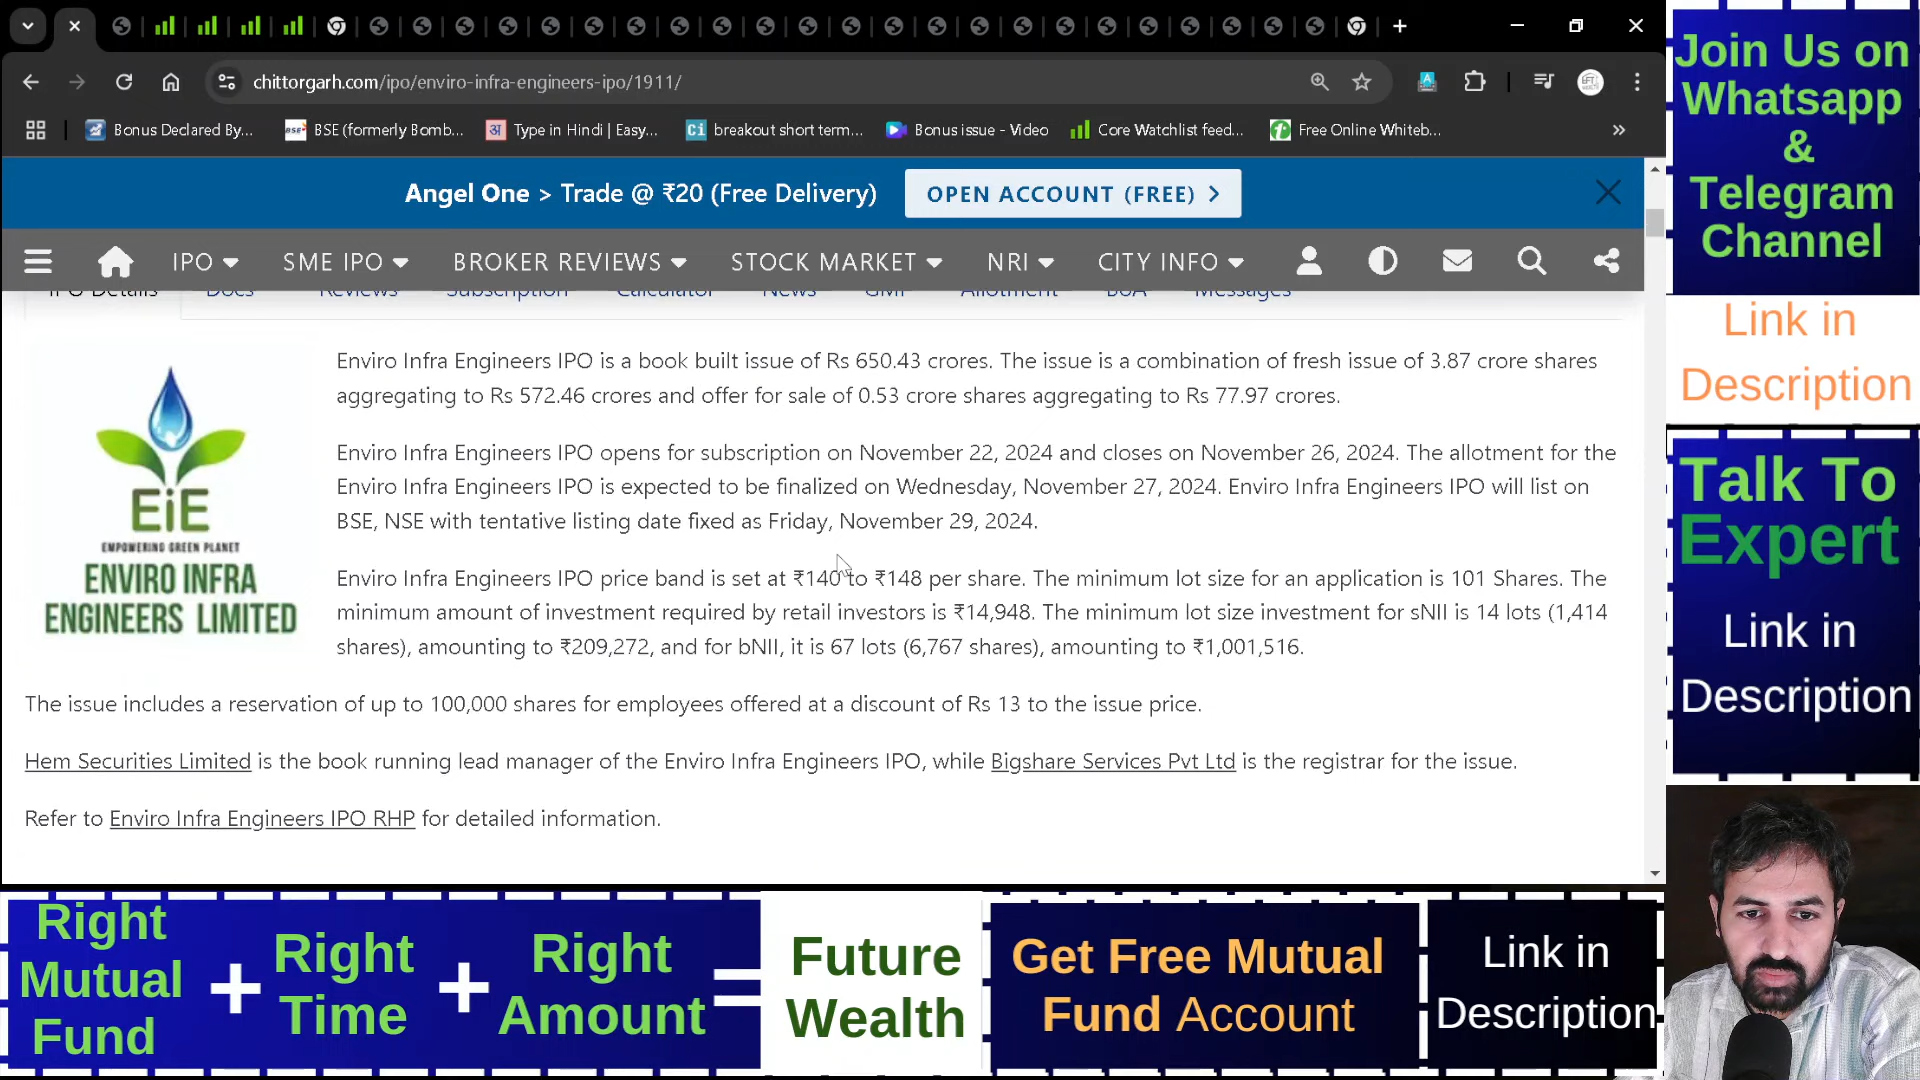 chittorgarh.com/ipo/enviro-infra-engineers-ipo/1911/
Bonus Declared By...
BSE (formerly Bomb...
Type in Hindi | Easy...
breakout short term...
Bonus issue - Video
Core Watchlist feed...
Free Online Whiteb...
Angel One > Trade @ ₹20 (Free Delivery)
OPEN ACCOUNT (FREE)
IPO
SME IPO
BROKER REVIEWS
STOCK MARKET
NRI
CITY INFO
IPO Details
Docs
Reviews
Subscription
Calculator
News
GMP
Allotment
BoA
Messages
EiE
EMPOWERING GREEN PLANET
ENVIRO INFRA
ENGINEERS LIMITED
Enviro Infra Engineers IPO is a book built issue of Rs 650.43 crores. The issue is a combination of fresh issue of 3.87 crore shares
aggregating to Rs 572.46 crores and offer for sale of 0.53 crore shares aggregating to Rs 77.97 crores.
Enviro Infra Engineers IPO opens for subscription on November 22, 2024 and closes on November 26, 2024. The allotment for the
Enviro Infra Engineers IPO is expected to be finalized on Wednesday, November 27, 2024. Enviro Infra Engineers IPO will list on
BSE, NSE with tentative listing date fixed as Friday, November 29, 2024.
Enviro Infra Engineers IPO price band is set at ₹140 to ₹148 per share. The minimum lot size for an application is 101 Shares. The
minimum amount of investment required by retail investors is ₹14,948. The minimum lot size investment for sNII is 14 lots (1,414
shares), amounting to ₹209,272, and for bNII, it is 67 lots (6,767 shares), amounting to ₹1,001,516.
The issue includes a reservation of up to 100,000 shares for employees offered at a discount of Rs 13 to the issue price.
Hem Securities Limited is the book running lead manager of the Enviro Infra Engineers IPO, while Bigshare Services Pvt Ltd is the registrar for the issue.
Refer to Enviro Infra Engineers IPO RHP for detailed information.
Join Us on
Whatsapp
&
Telegram
Channel
Link in
Description
Talk To
Expert
Link in
Description
Right
Mutual
Fund
+
Right
Time
+
Right
Amount
=
Future
Wealth
Get Free Mutual
Fund Account
Link in
Description